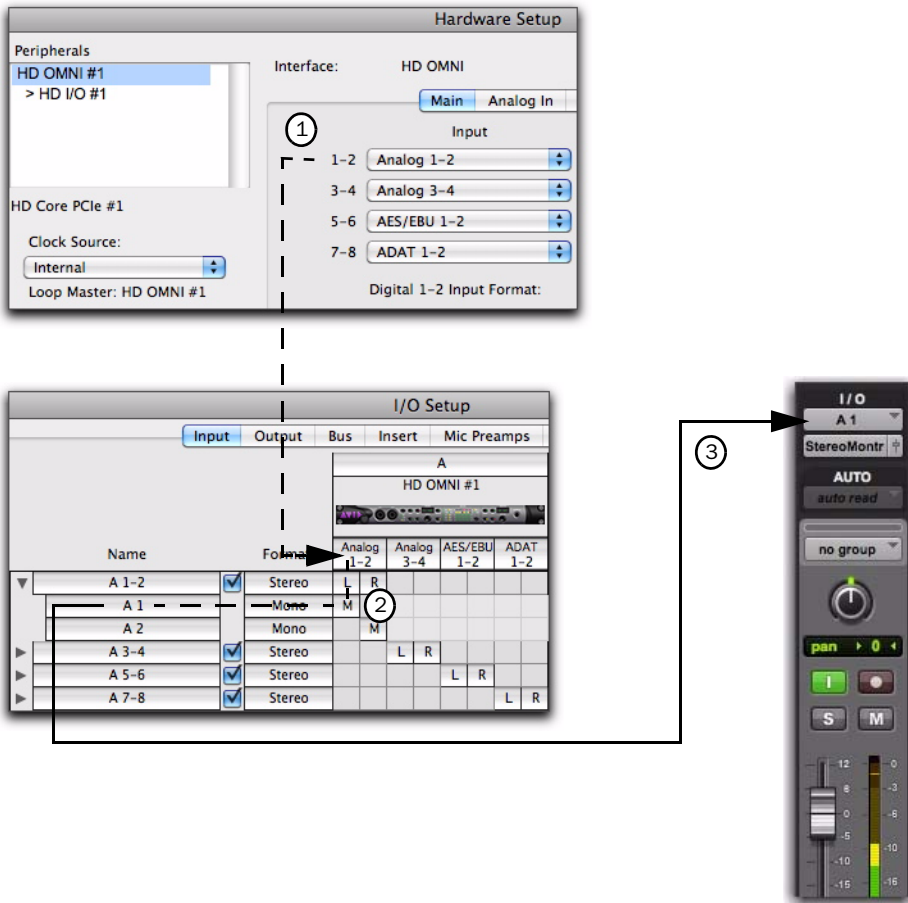 Hardware Setup
Peripherals
HD OMNI #1
> HD I/O #1
HD Core PCIe #1
Clock Source:
Internal
Loop Master: HD OMNI #1
Interface: HD OMNI
Main Analog In
Input
1
1-2 Analog 1-2
3-4 Analog 3-4
5-6 AES/EBU 1-2
7-8 ADAT 1-2
Digital 1-2 Input Format:
I/O Setup
Input Output Bus Insert Mic Preamps
A
HD OMNI #1
AVID
Name Format Analog 1-2 Analog 3-4 AES/EBU 1-2 ADAT 1-2
A 1-2 Stereo L R
A 1 Mono M 2
A 2 Mono M
A 3-4 Stereo L R
A 5-6 Stereo L R
A 7-8 Stereo L R
3
I/O
A 1
StereoMontr
AUTO
auto read
no group
pan 0
I
S M
12 0
6 -3
0 -6
-5
-10
-10
-15 -16